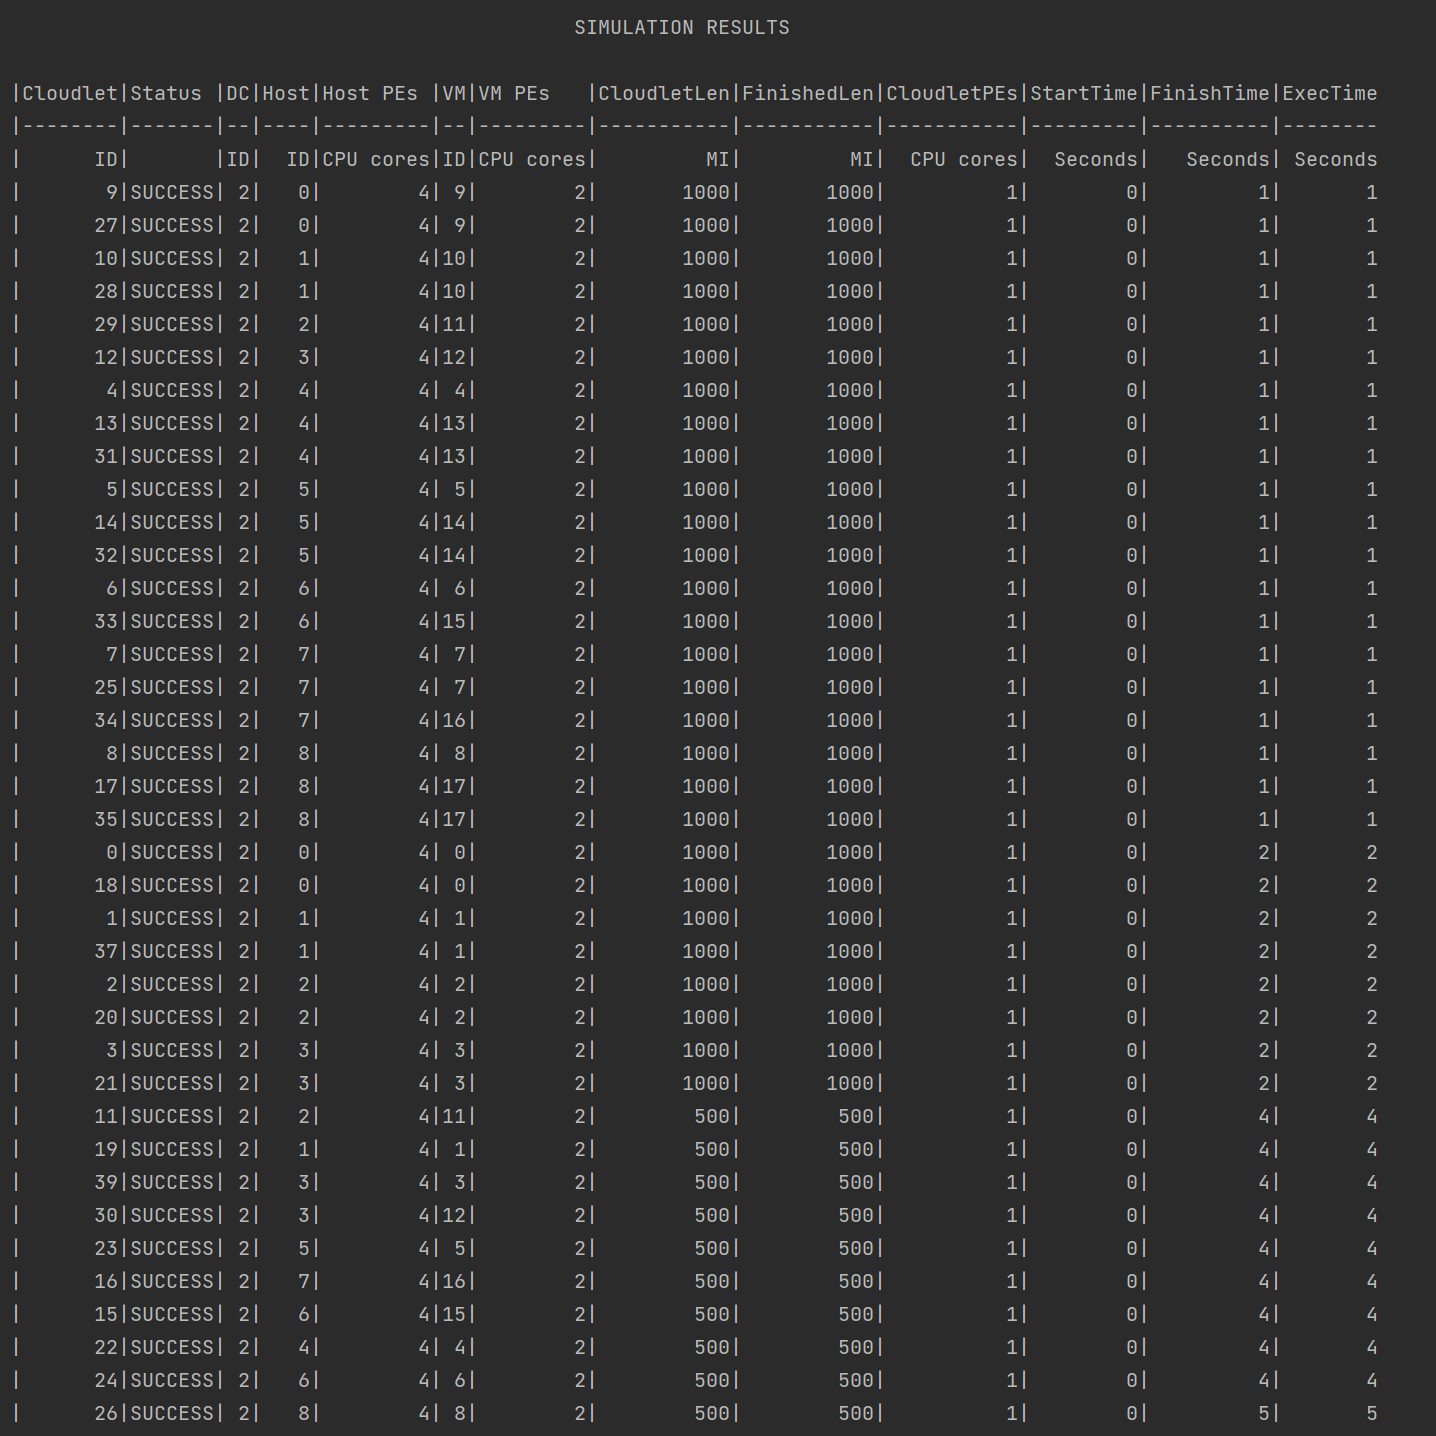 SIMULATION RESULTS
|Cloudlet|Status |DC|Host|Host PEs |VM|VM PEs   |CloudletLen|FinishedLen|CloudletPEs|StartTime|FinishTime|ExecTime
|--------|-------|--|----|---------|--|---------|-----------|-----------|-----------|---------|----------|--------
|      ID|       |ID|  ID|CPU cores|ID|CPU cores|         MI|         MI|  CPU cores|  Seconds|   Seconds| Seconds
|       9|SUCCESS| 2|   0|        4| 9|        2|       1000|       1000|          1|        0|         1|       1
|      27|SUCCESS| 2|   0|        4| 9|        2|       1000|       1000|          1|        0|         1|       1
|      10|SUCCESS| 2|   1|        4|10|        2|       1000|       1000|          1|        0|         1|       1
|      28|SUCCESS| 2|   1|        4|10|        2|       1000|       1000|          1|        0|         1|       1
|      29|SUCCESS| 2|   2|        4|11|        2|       1000|       1000|          1|        0|         1|       1
|      12|SUCCESS| 2|   3|        4|12|        2|       1000|       1000|          1|        0|         1|       1
|       4|SUCCESS| 2|   4|        4| 4|        2|       1000|       1000|          1|        0|         1|       1
|      13|SUCCESS| 2|   4|        4|13|        2|       1000|       1000|          1|        0|         1|       1
|      31|SUCCESS| 2|   4|        4|13|        2|       1000|       1000|          1|        0|         1|       1
|       5|SUCCESS| 2|   5|        4| 5|        2|       1000|       1000|          1|        0|         1|       1
|      14|SUCCESS| 2|   5|        4|14|        2|       1000|       1000|          1|        0|         1|       1
|      32|SUCCESS| 2|   5|        4|14|        2|       1000|       1000|          1|        0|         1|       1
|       6|SUCCESS| 2|   6|        4| 6|        2|       1000|       1000|          1|        0|         1|       1
|      33|SUCCESS| 2|   6|        4|15|        2|       1000|       1000|          1|        0|         1|       1
|       7|SUCCESS| 2|   7|        4| 7|        2|       1000|       1000|          1|        0|         1|       1
|      25|SUCCESS| 2|   7|        4| 7|        2|       1000|       1000|          1|        0|         1|       1
|      34|SUCCESS| 2|   7|        4|16|        2|       1000|       1000|          1|        0|         1|       1
|       8|SUCCESS| 2|   8|        4| 8|        2|       1000|       1000|          1|        0|         1|       1
|      17|SUCCESS| 2|   8|        4|17|        2|       1000|       1000|          1|        0|         1|       1
|      35|SUCCESS| 2|   8|        4|17|        2|       1000|       1000|          1|        0|         1|       1
|       0|SUCCESS| 2|   0|        4| 0|        2|       1000|       1000|          1|        0|         2|       2
|      18|SUCCESS| 2|   0|        4| 0|        2|       1000|       1000|          1|        0|         2|       2
|       1|SUCCESS| 2|   1|        4| 1|        2|       1000|       1000|          1|        0|         2|       2
|      37|SUCCESS| 2|   1|        4| 1|        2|       1000|       1000|          1|        0|         2|       2
|       2|SUCCESS| 2|   2|        4| 2|        2|       1000|       1000|          1|        0|         2|       2
|      20|SUCCESS| 2|   2|        4| 2|        2|       1000|       1000|          1|        0|         2|       2
|       3|SUCCESS| 2|   3|        4| 3|        2|       1000|       1000|          1|        0|         2|       2
|      21|SUCCESS| 2|   3|        4| 3|        2|       1000|       1000|          1|        0|         2|       2
|      11|SUCCESS| 2|   2|        4|11|        2|        500|        500|          1|        0|         4|       4
|      19|SUCCESS| 2|   1|        4| 1|        2|        500|        500|          1|        0|         4|       4
|      39|SUCCESS| 2|   3|        4| 3|        2|        500|        500|          1|        0|         4|       4
|      30|SUCCESS| 2|   3|        4|12|        2|        500|        500|          1|        0|         4|       4
|      23|SUCCESS| 2|   5|        4| 5|        2|        500|        500|          1|        0|         4|       4
|      16|SUCCESS| 2|   7|        4|16|        2|        500|        500|          1|        0|         4|       4
|      15|SUCCESS| 2|   6|        4|15|        2|        500|        500|          1|        0|         4|       4
|      22|SUCCESS| 2|   4|        4| 4|        2|        500|        500|          1|        0|         4|       4
|      24|SUCCESS| 2|   6|        4| 6|        2|        500|        500|          1|        0|         4|       4
|      26|SUCCESS| 2|   8|        4| 8|        2|        500|        500|          1|        0|         5|       5